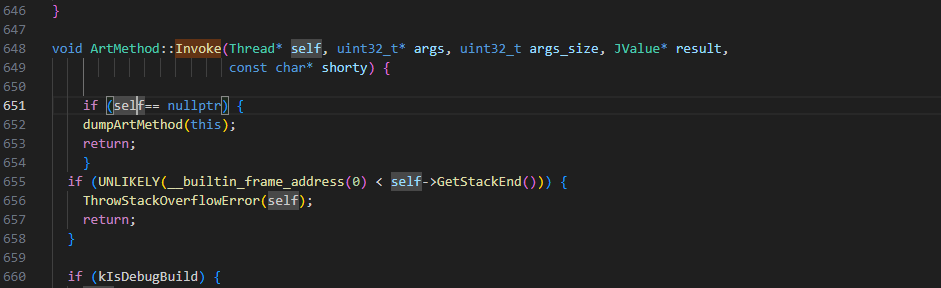 646 }
647
648 void ArtMethod::Invoke(Thread* self, uint32_t* args, uint32_t args_size, JValue* result,
649 const char* shorty) {
650
651 if (self== nullptr) {
652 dumpArtMethod(this);
653 return;
654 }
655 if (UNLIKELY(__builtin_frame_address(0) < self->GetStackEnd())) {
656 ThrowStackOverflowError(self);
657 return;
658 }
659
660 if (kIsDebugBuild) {